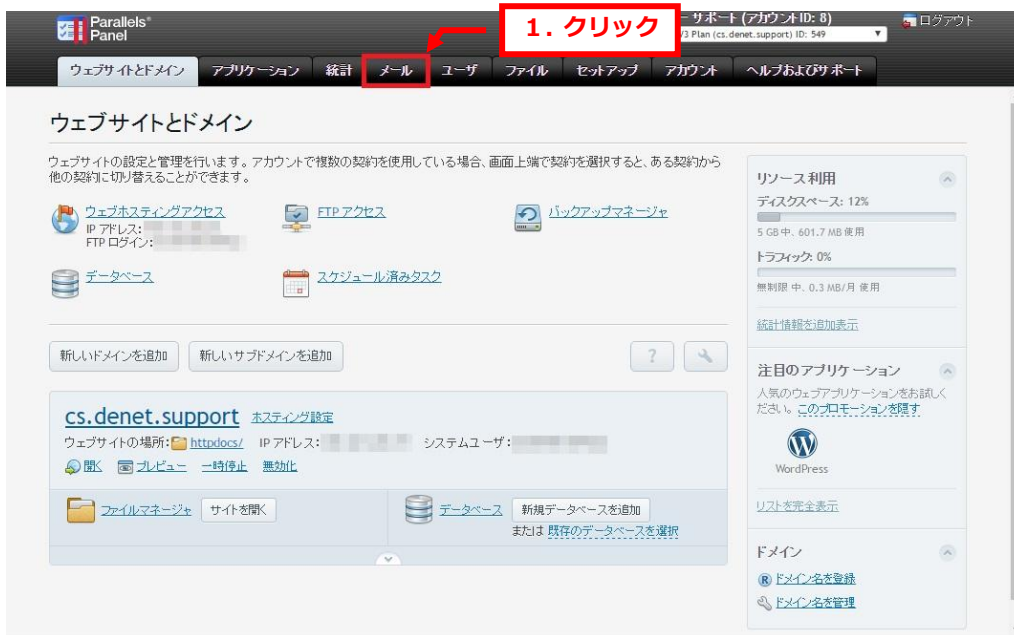 Parallels®
Panel
1. クリック
サポート (アカウントID: 8)
/3 Plan (cs.denet.support) ID: 549
ログアウト
ウェブサイトとドメイン アプリケーション 統計 メール ユーザ ファイル セットアップ アカウント ヘルプおよびサポート
ウェブサイトとドメイン
ウェブサイトの設定と管理を行います。アカウントで複数の契約を使用している場合、画面上端で契約を選択すると、ある契約から
他の契約に切り替えることができます。
ウェブホスティングアクセス
IP アドレス:
FTP ログイン:
FTP アクセス
バックアップマネージャ
データベース
スケジュール済みタスク
新しいドメインを追加 新しいサブドメインを追加
?
cs.denet.support ホスティング設定
ウェブサイトの場所: httpdocs/ IP アドレス: システムユーザ:
開く プレビュー 一時停止 無効化
ファイルマネージャ サイトを開く
データベース 新規データベースを追加
または 既存のデータベースを選択
リソース利用
ディスクスペース: 12%
5 GB 中、601.7 MB 使用
トラフィック: 0%
無制限 中、0.3 MB/月 使用
統計情報を追加表示
注目のアプリケーション
人気のウェブアプリケーションをお試しく
ださい。 このプロモーションを隠す
WordPress
リストを完全表示
ドメイン
ドメイン名を登録
ドメイン名を管理